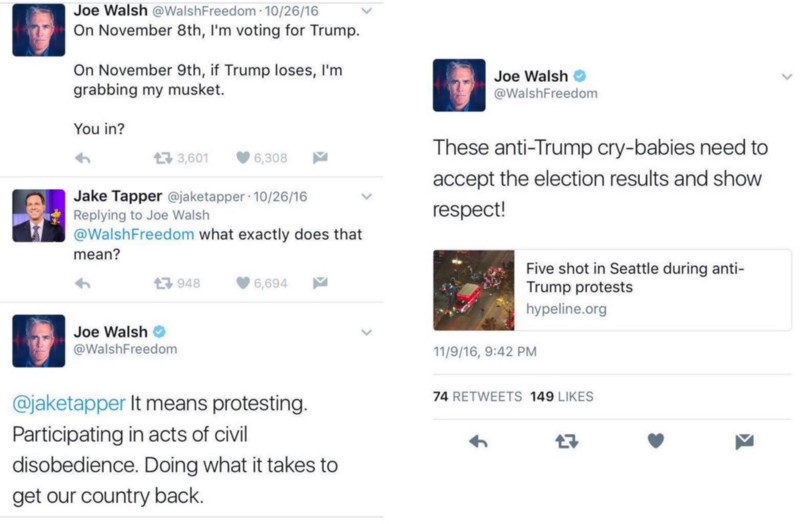 Joe Walsh @WalshFreedom · 10/26/16
On November 8th, I'm voting for Trump.
On November 9th, if Trump loses, I'm
grabbing my musket.
You in?
3,601 6,308
Jake Tapper @jaketapper · 10/26/16
Replying to Joe Walsh
@WalshFreedom what exactly does that
mean?
948 6,694
Joe Walsh
@WalshFreedom
@jaketapper It means protesting.
Participating in acts of civil
disobedience. Doing what it takes to
get our country back.
Joe Walsh
@WalshFreedom
These anti-Trump cry-babies need to
accept the election results and show
respect!
Five shot in Seattle during anti-
Trump protests
hypeline.org
11/9/16, 9:42 PM
74 RETWEETS 149 LIKES